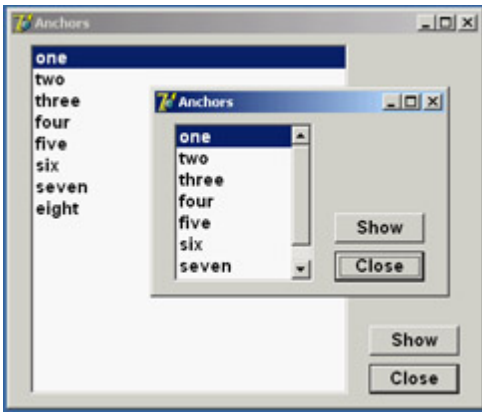 Anchors
one
two
three
four
five
six
seven
eight
Show
Close
Anchors
one
two
three
four
five
six
seven
Show
Close